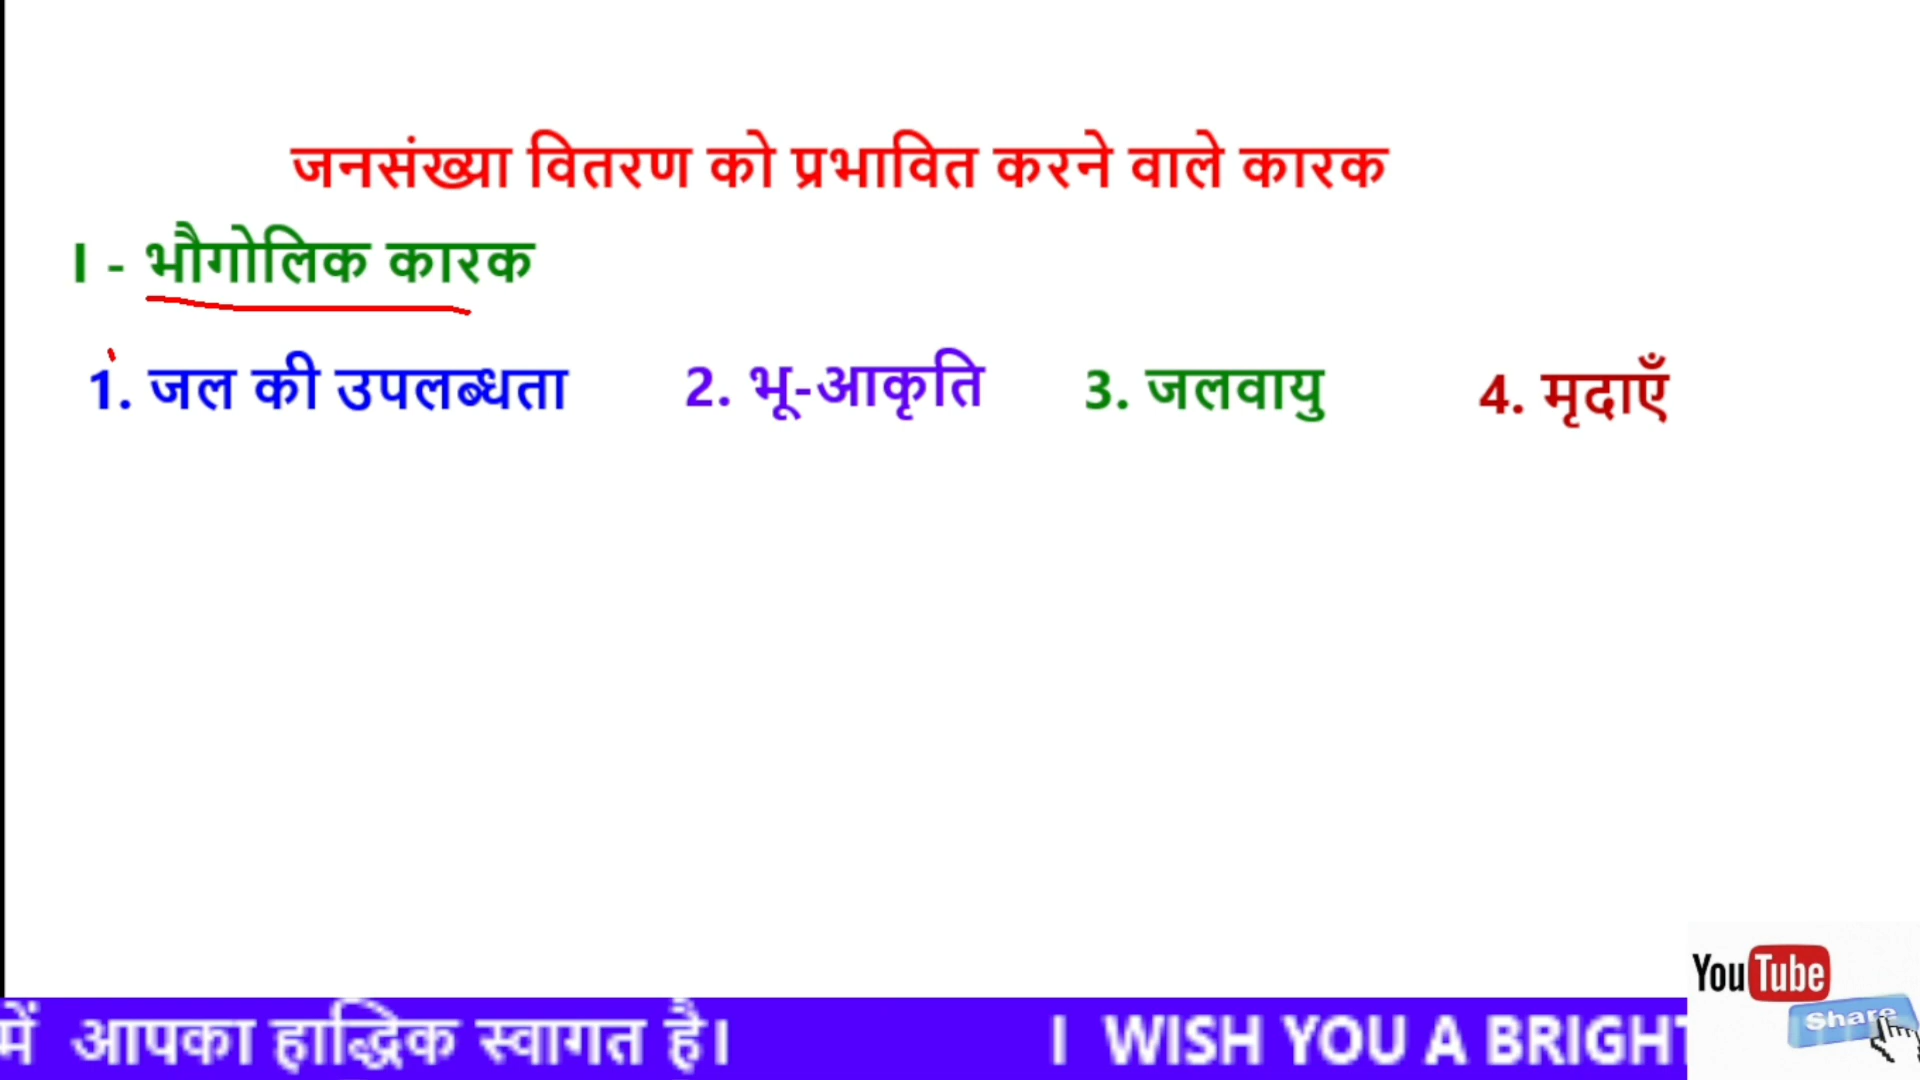 जनसंख्या वितरण को प्रभावित करने वाले कारक
I - भौगोलिक कारक
1. जल की उपलब्धता 2. भू-आकृति 3. जलवायु 4. मृदाएँ
YouTube
Share
में आपका हार्द्धिक स्वागत है। I WISH YOU A BRIGHT